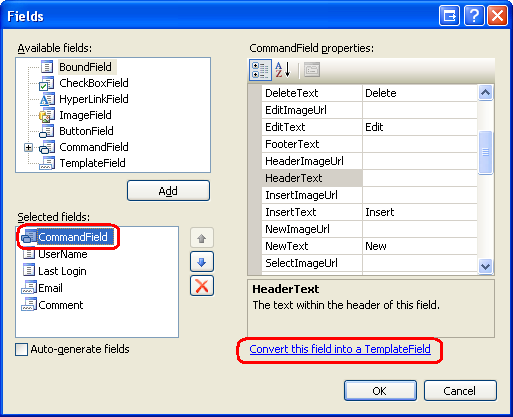 Fields
Available fields:
BoundField
CheckBoxField
HyperLinkField
ImageField
ButtonField
CommandField
TemplateField
Add
Selected fields:
CommandField
UserName
Last Login
Email
Comment
Auto-generate fields
CommandField properties:
DeleteText Delete
EditImageUrl
EditText Edit
FooterText
HeaderImageUrl
HeaderText
InsertImageUrl
InsertText Insert
NewImageUrl
NewText New
SelectImageUrl
HeaderText
The text within the header of this field.
Convert this field into a TemplateField
OK
Cancel